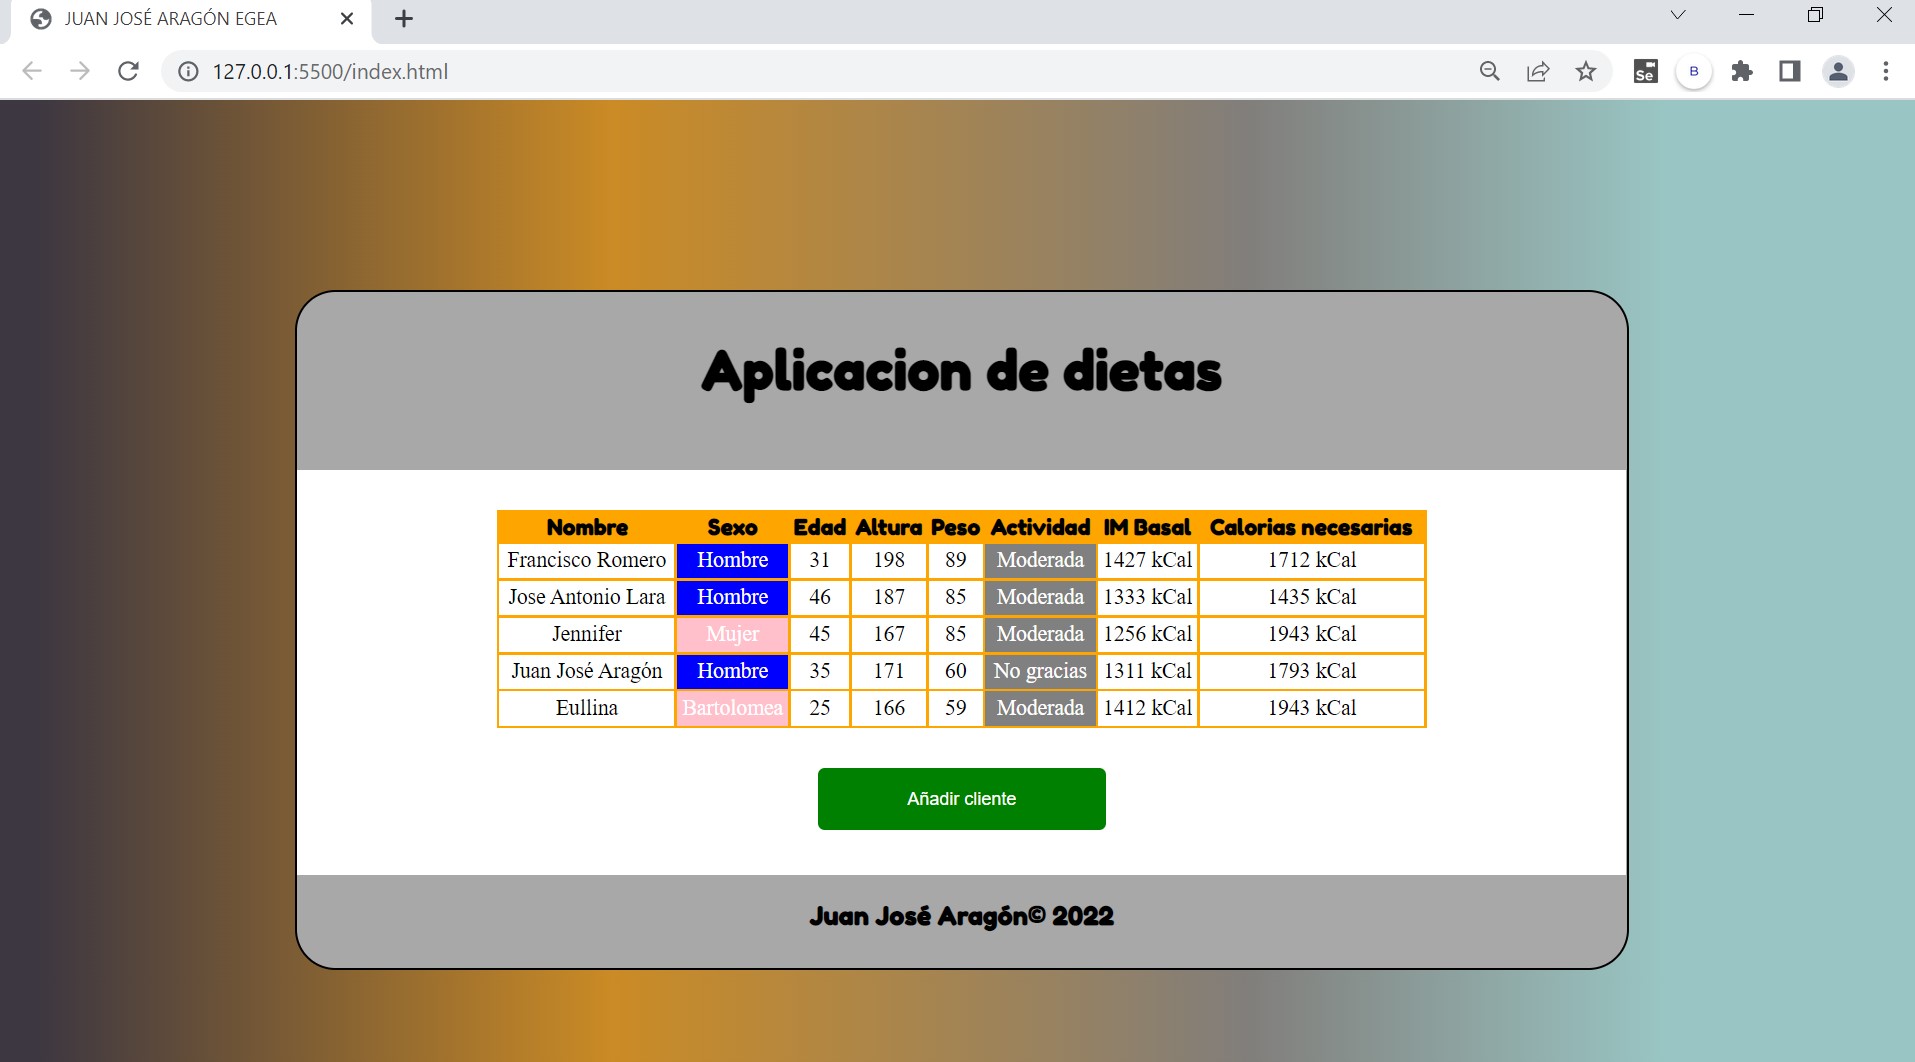 JUAN JOSÉ ARAGÓN EGEA
127.0.0.1:5500/index.html
Se
B
Aplicacion de dietas
Nombre Sexo Edad Altura Peso Actividad IM Basal Calorias necesarias
Francisco Romero Hombre 31 198 89 Moderada 1427 kCal 1712 kCal
Jose Antonio Lara Hombre 46 187 85 Moderada 1333 kCal 1435 kCal
Jennifer Mujer 45 167 85 Moderada 1256 kCal 1943 kCal
Juan José Aragón Hombre 35 171 60 No gracias 1311 kCal 1793 kCal
Eullina Bartolomea 25 166 59 Moderada 1412 kCal 1943 kCal
Añadir cliente
Juan José Aragón© 2022